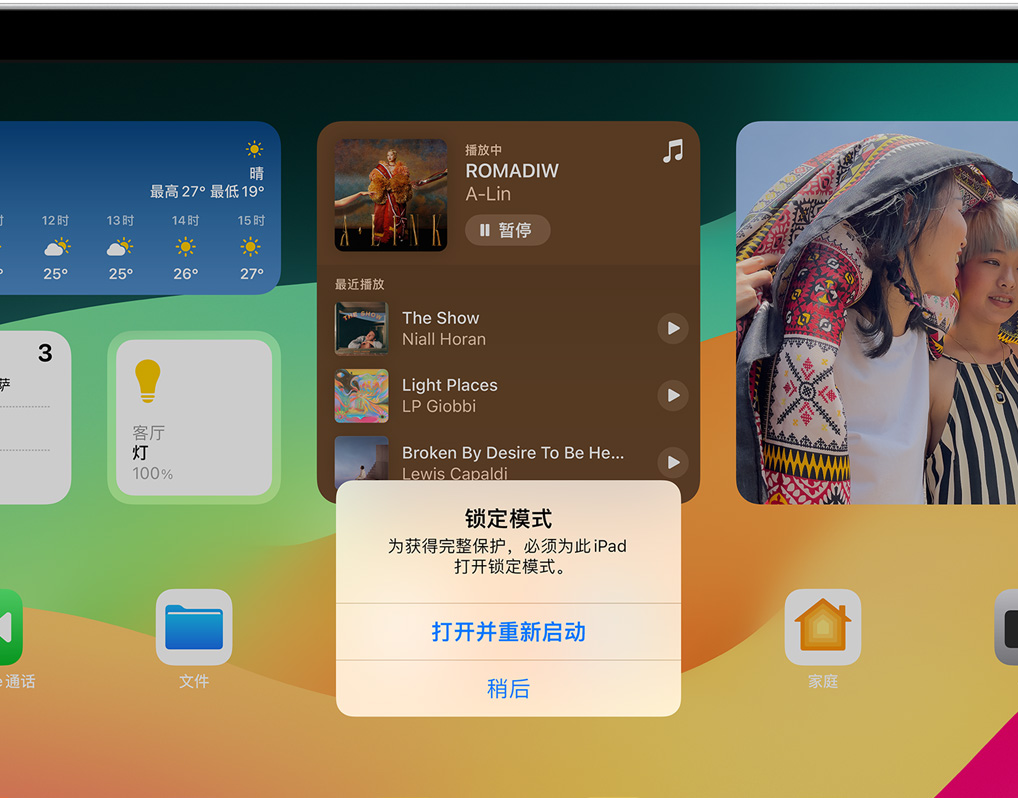 晴
最高 27° 最低 19°
时
12时
13时
14时
15时
25°
25°
26°
27°
播放中
ROMADIW
A-Lin
暂停
最近播放
THE SHOW
The Show
Niall Horan
Light Places
LP Giobbi
Broken By Desire To Be He...
Lewis Capaldi
3
萨
客厅
灯
100%
锁定模式
为获得完整保护，必须为此 iPad
打开锁定模式。
打开并重新启动
稍后
e 通话
文件
家庭